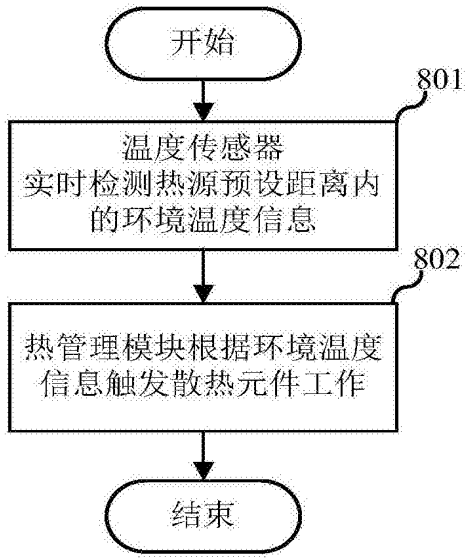 开始
801
温度传感器
实时检测热源预设距离内
的环境温度信息
802
热管理模块根据环境温度
信息触发散热元件工作
结束